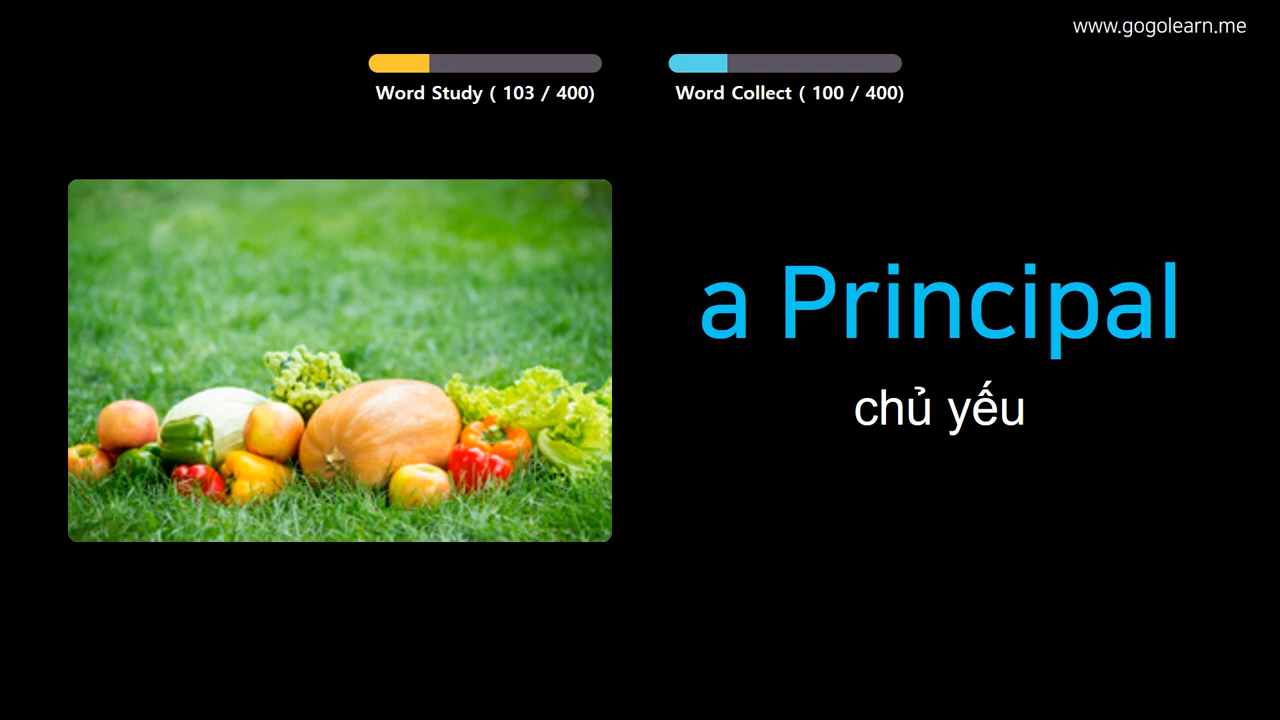 www.gogolearn.me
Word Study ( 103 / 400)
Word Collect ( 100 / 400)
a Principal
chủ yếu